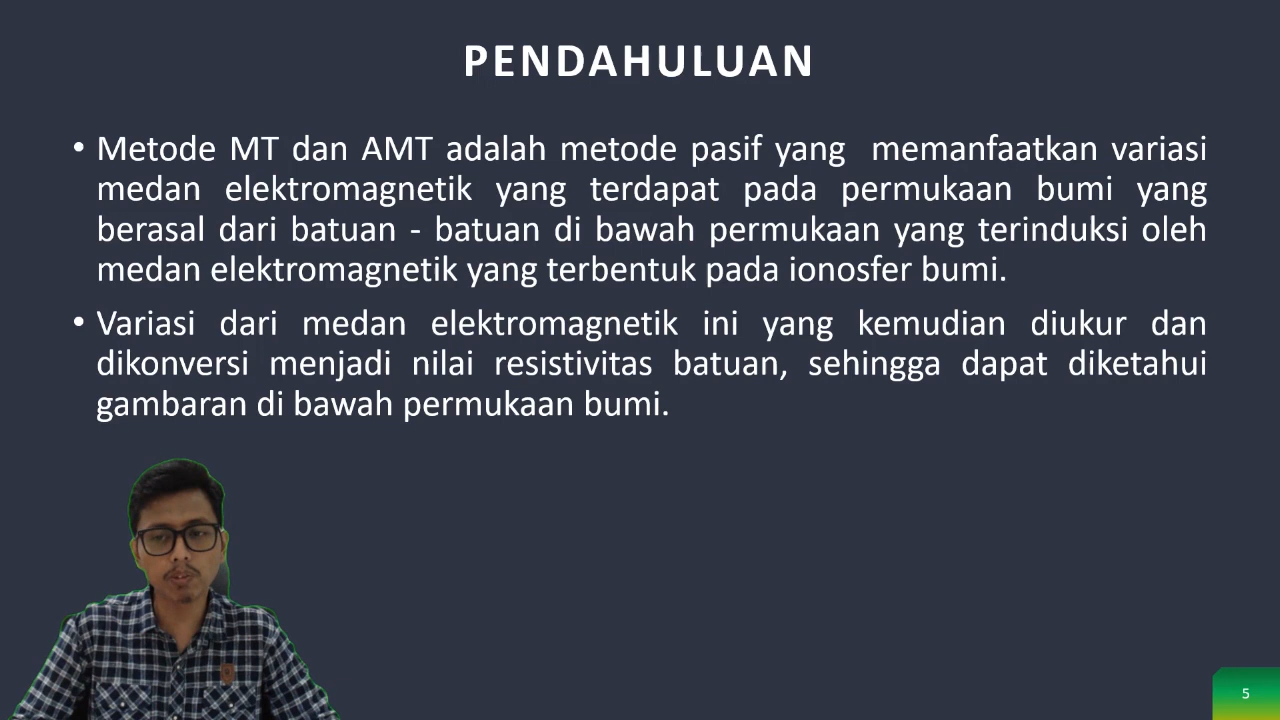 PENDAHULUAN
• Metode MT dan AMT adalah metode pasif yang memanfaatkan variasi
medan elektromagnetik yang terdapat pada permukaan bumi yang
berasal dari batuan - batuan di bawah permukaan yang terinduksi oleh
medan elektromagnetik yang terbentuk pada ionosfer bumi.
• Variasi dari medan elektromagnetik ini yang kemudian diukur dan
dikonversi menjadi nilai resistivitas batuan, sehingga dapat diketahui
gambaran di bawah permukaan bumi.
5